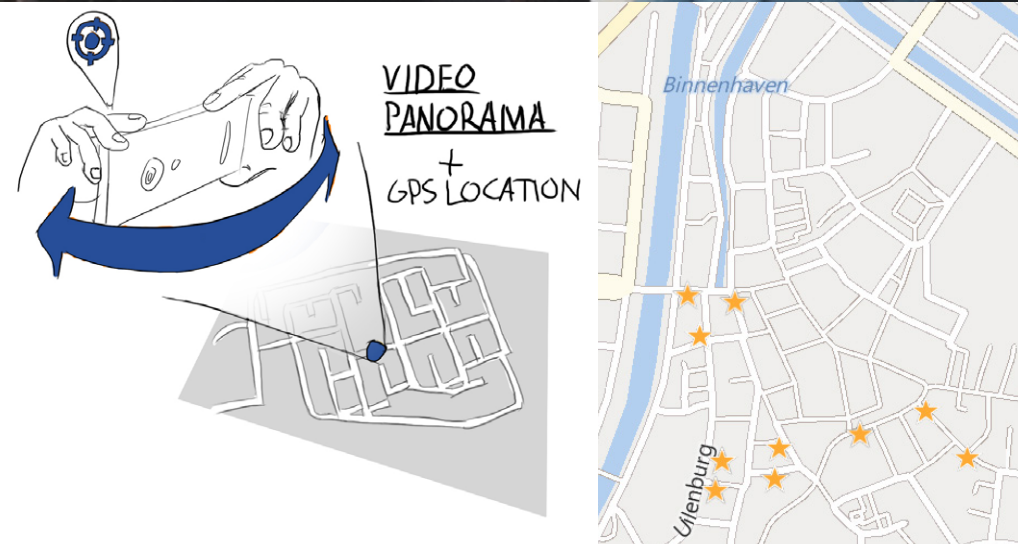 VIDEO
PANORAMA
+
GPS LOCATION
Binnenhaven
Uilenburg